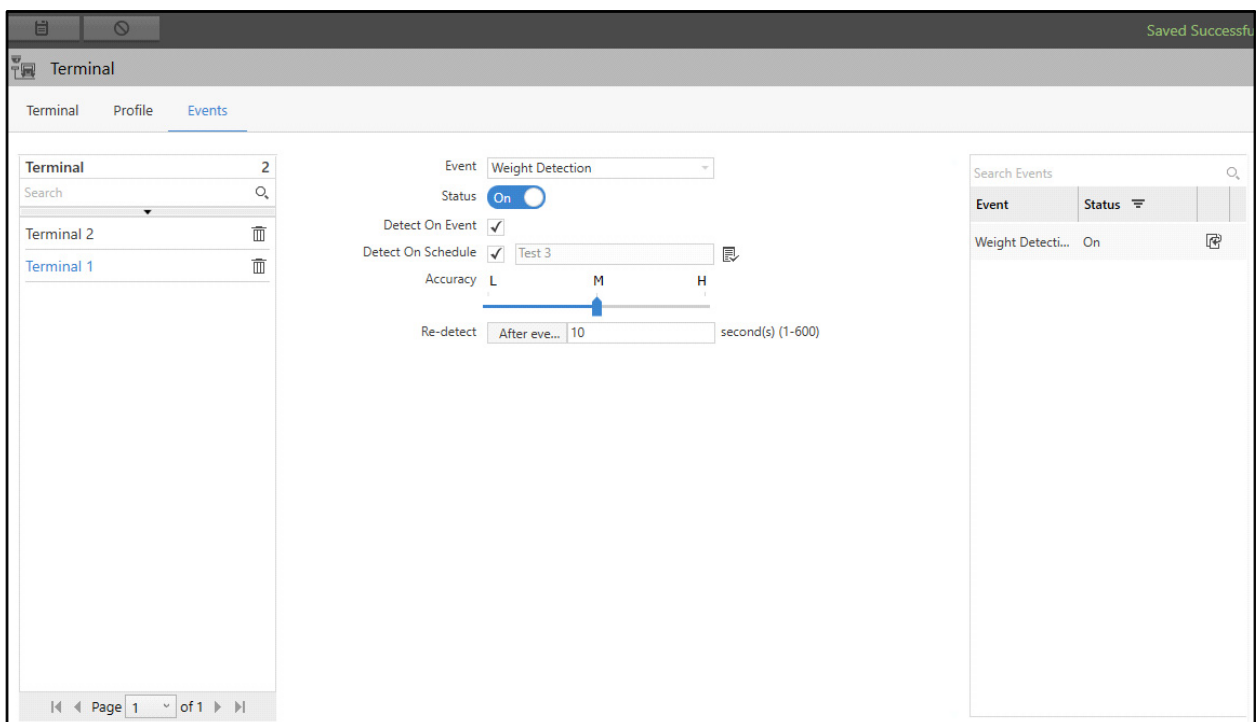 Saved Successfu
Terminal
Terminal Profile Events
Terminal 2
Search
Terminal 2
Terminal 1
Page 1 of 1
Event Weight Detection
Status On
Detect On Event
Detect On Schedule Test 3
Accuracy L M H
Re-detect After eve... 10 second(s) (1-600)
Search Events
Event Status
Weight Detecti... On